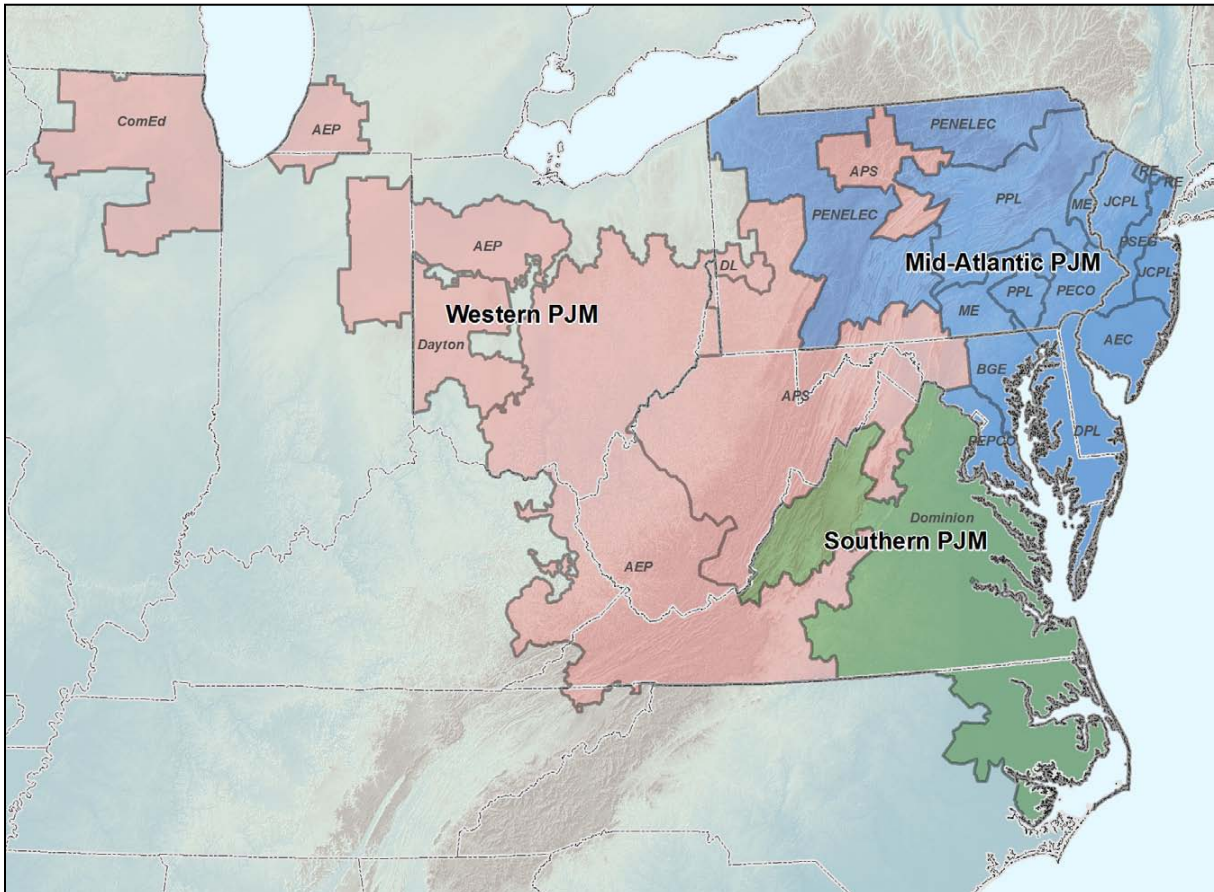 ComEd
AEP
PENELEC
APS
RE
RE
PPL
ME
JCPL
PENELEC
PSEG
AEP
DL
Mid-Atlantic PJM
JCPL
PPL
PECO
Western PJM
ME
Dayton
AEC
BGE
APS
DPL
PEPCO
Dominion
Southern PJM
AEP